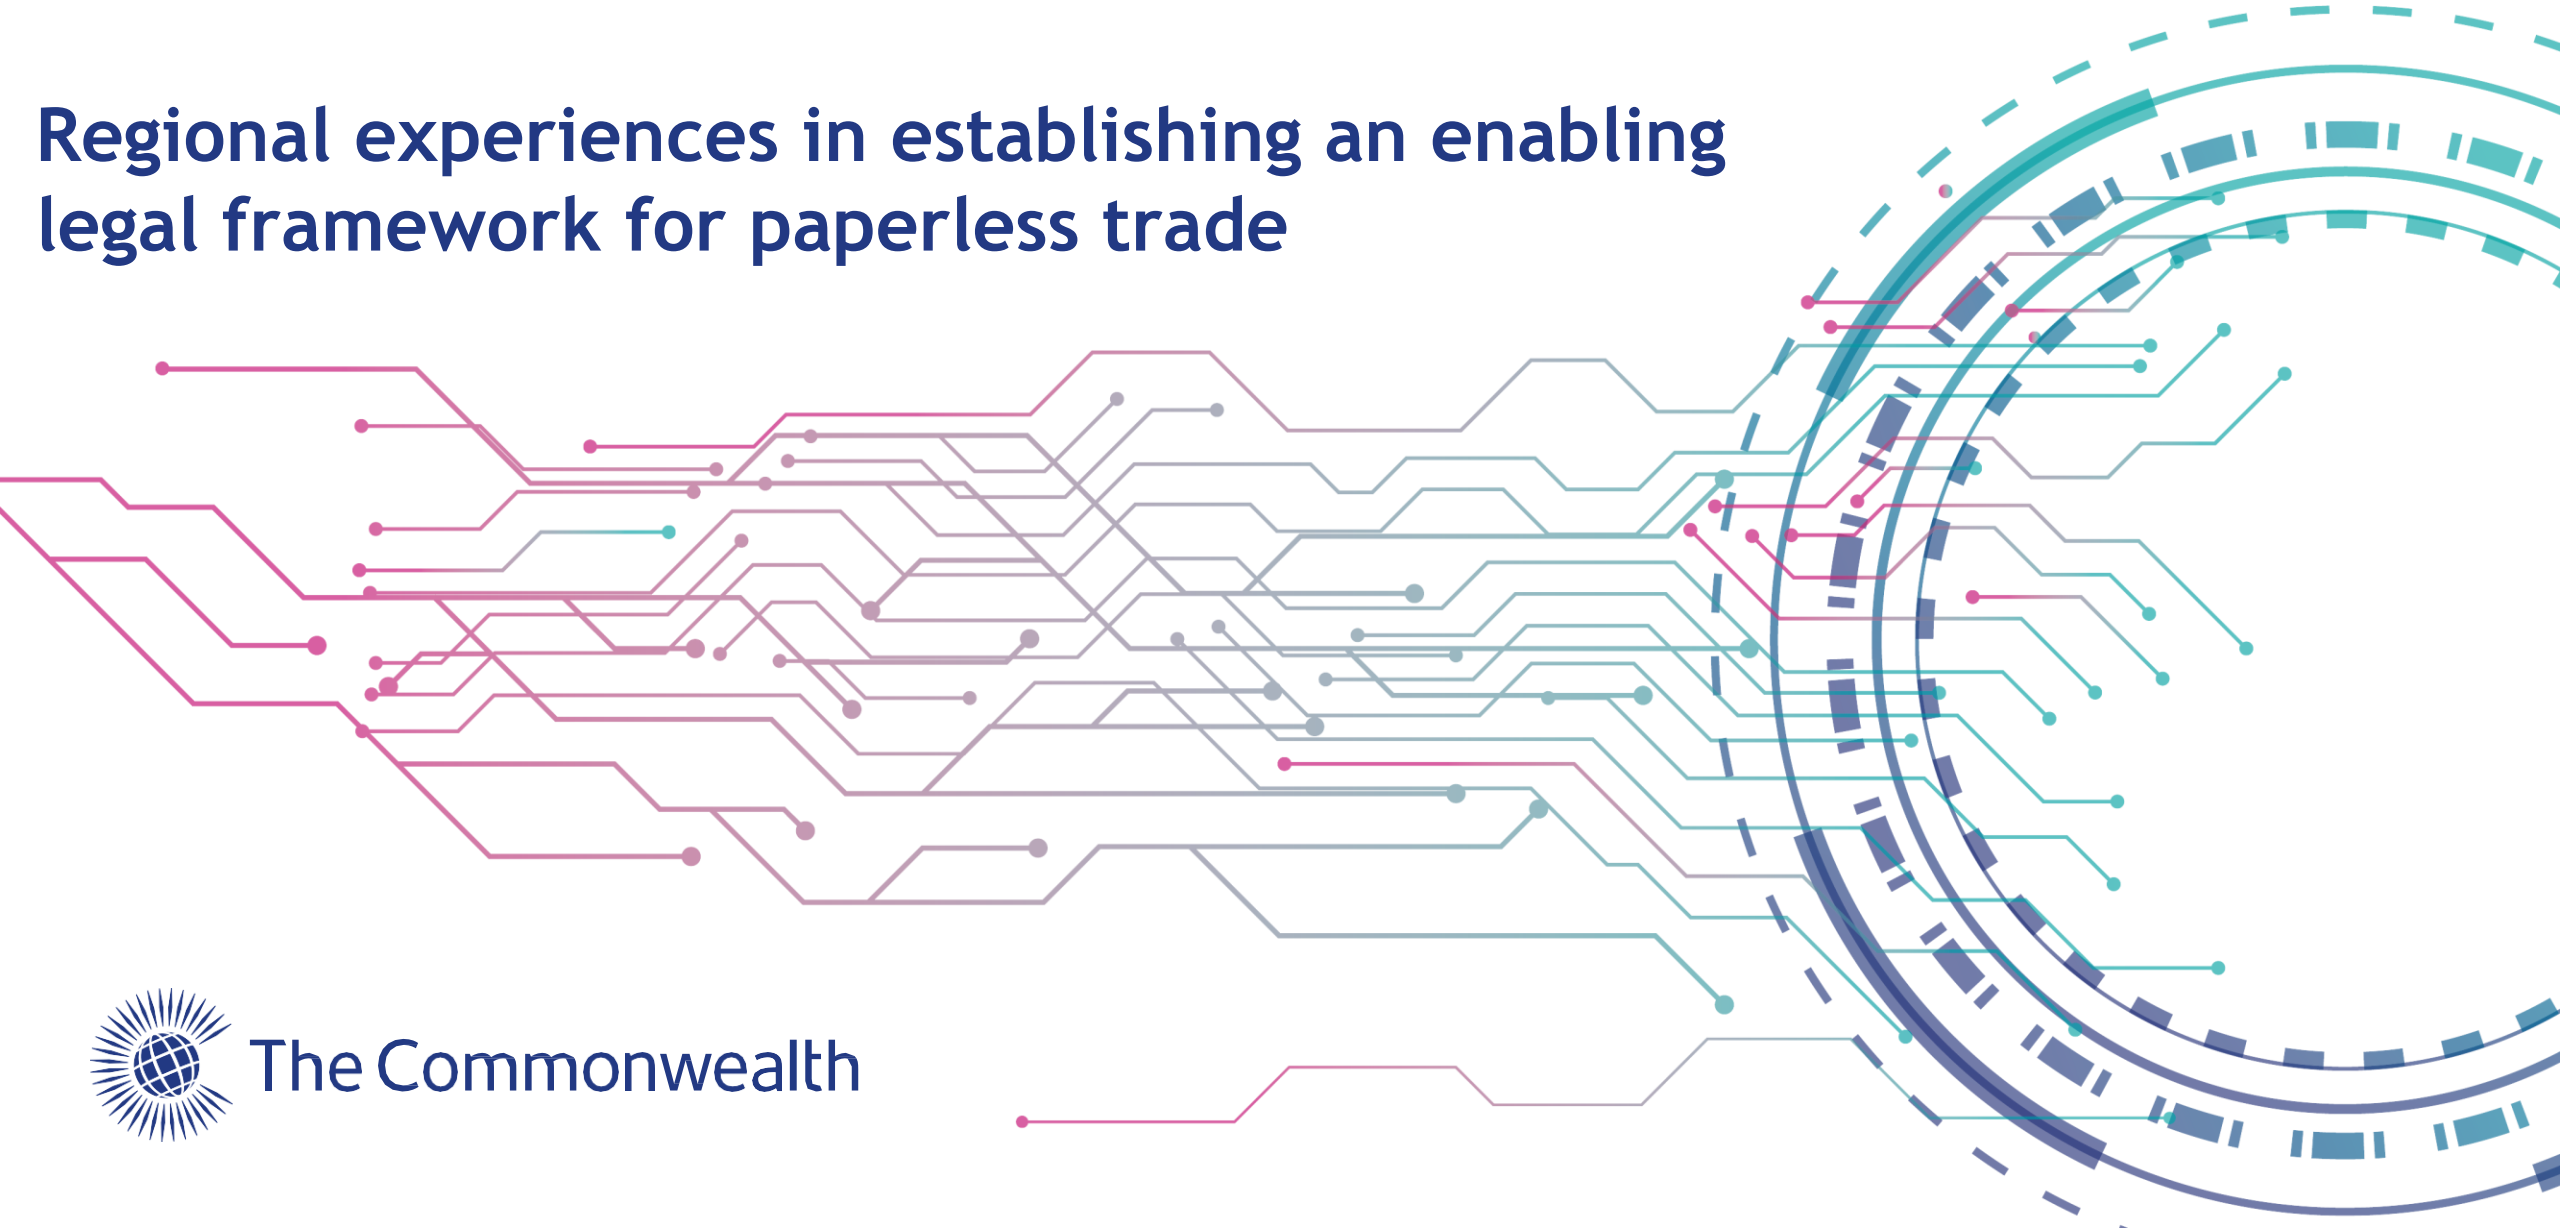 Regional experiences in establishing an enabling
legal framework for paperless trade
The Commonwealth